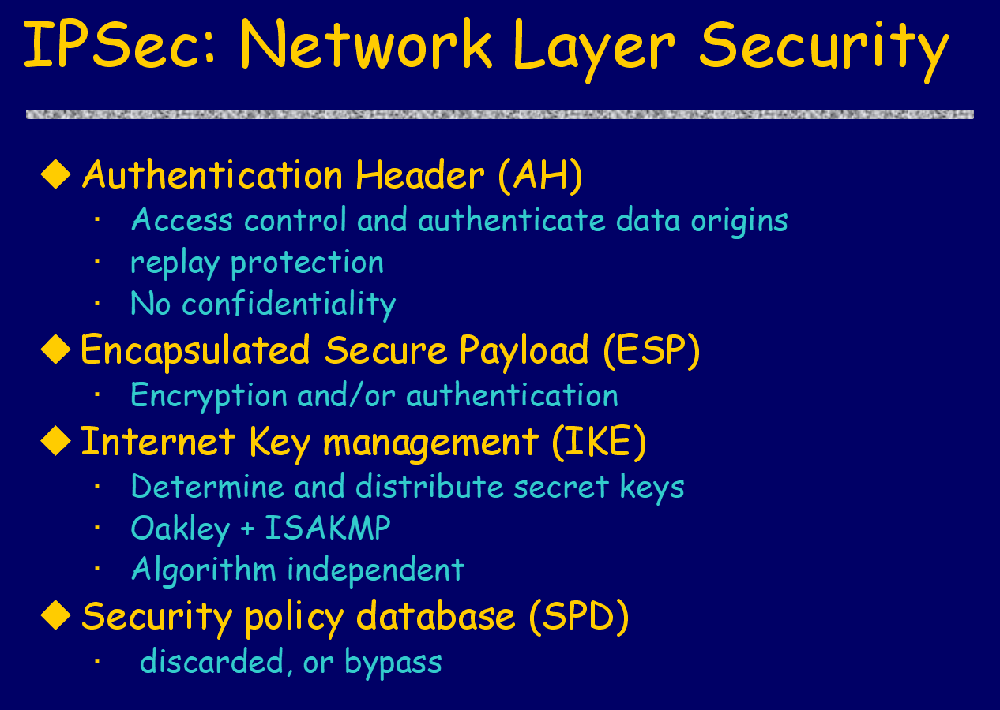 IPSec: Network Layer Security
Authentication Header (AH)
Access control and authenticate data origins
replay protection
No confidentiality
Encapsulated Secure Payload (ESP)
Encryption and/or authentication
Internet Key management (IKE)
Determine and distribute secret keys
Oakley + ISAKMP
Algorithm independent
Security policy database (SPD)
discarded, or bypass